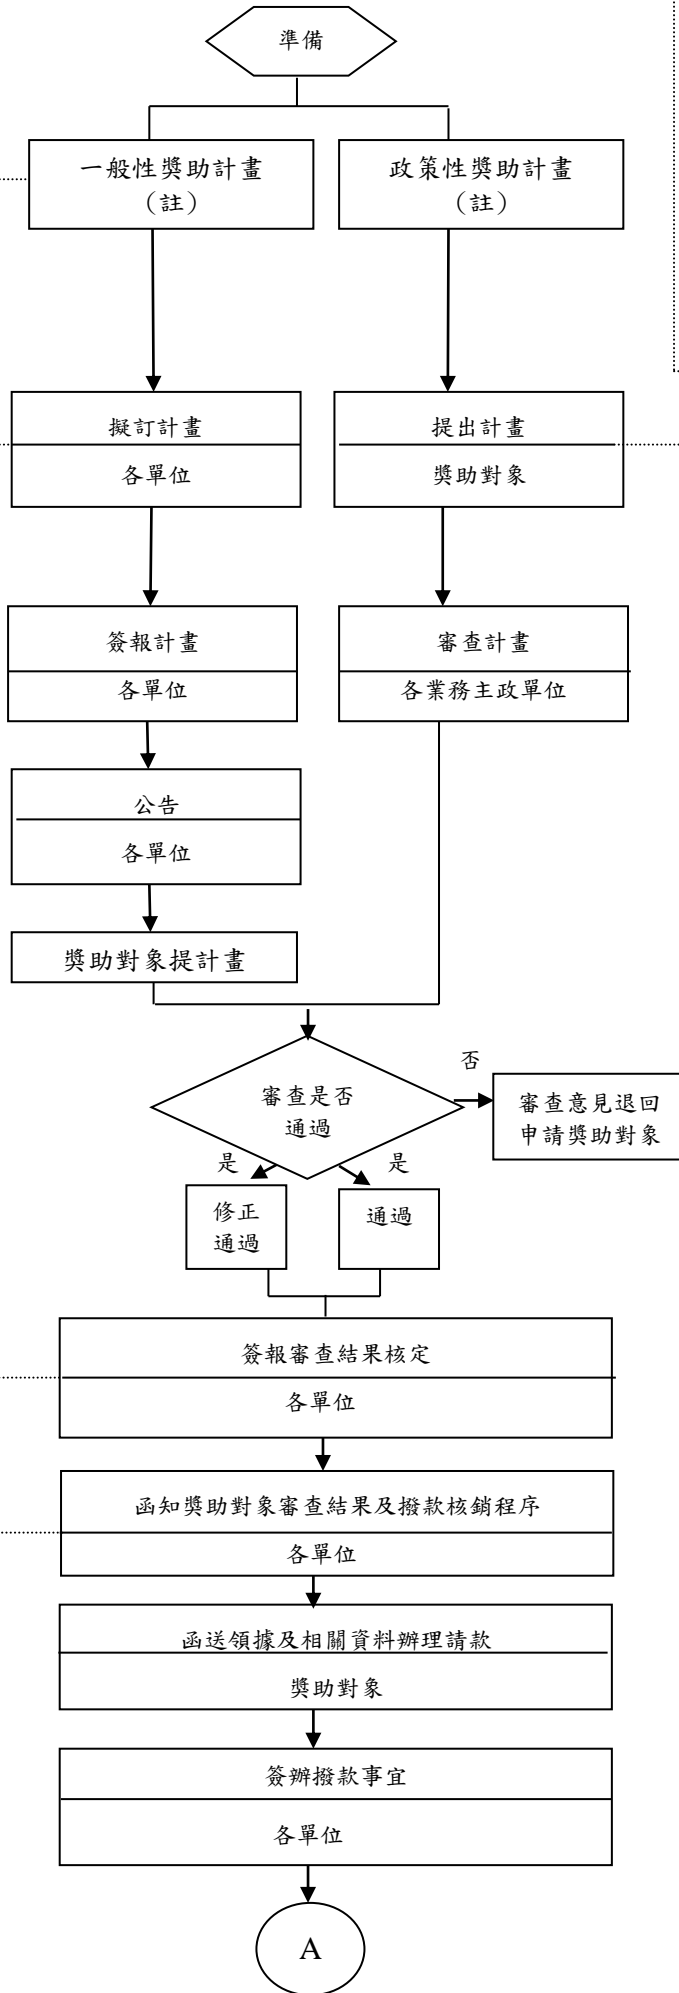 準備
一般性獎助計畫
（註）
政策性獎助計畫
（註）
擬訂計畫
各單位
提出計畫
獎助對象
簽報計畫
各單位
審查計畫
各業務主政單位
公告
各單位
獎助對象提計畫
審查是否
通過
否
審查意見退回
申請獎助對象
是
是
修正
通過
通過
簽報審查結果核定
各單位
函知獎助對象審查結果及撥款核銷程序
各單位
函送領據及相關資料辦理請款
獎助對象
簽辦撥款事宜
各單位
A